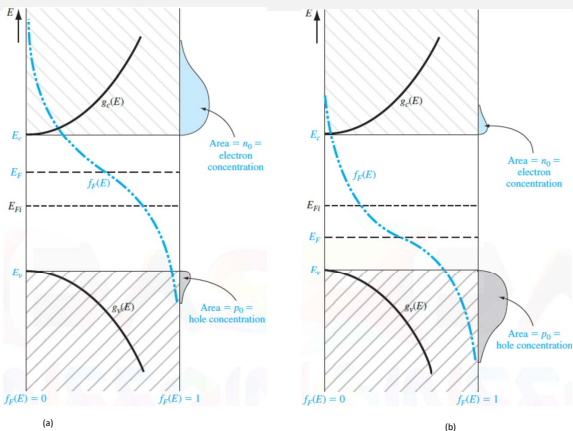 E
g_c(E)
E_c
Area = n_0 =
electron
concentration
E_F
f_F(E)
E_Fi
E_v
g_v(E)
Area = p_0 =
hole concentration
f_F(E) = 0
f_F(E) = 1
(a)
E
g_c(E)
E_c
Area = n_0 =
electron
concentration
f_F(E)
E_Fi
E_F
E_v
g_v(E)
Area = p_0 =
hole concentration
f_F(E) = 0
f_F(E) = 1
(b)